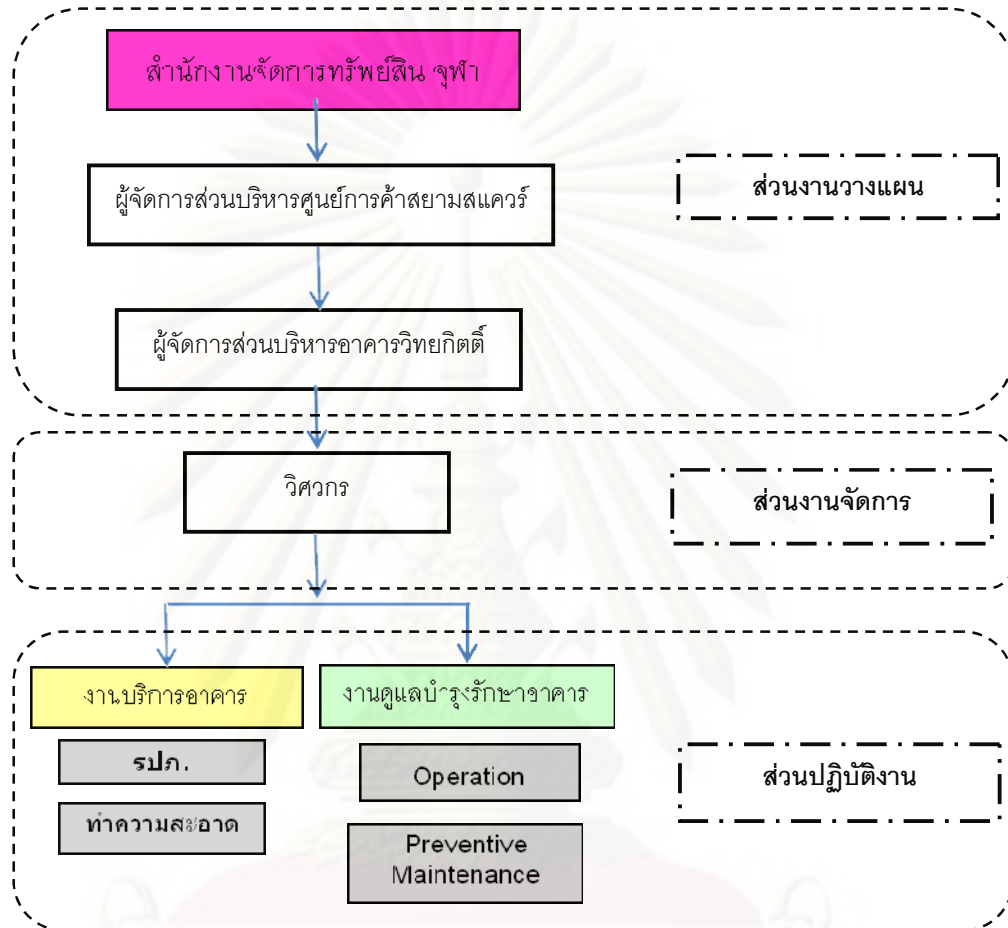 สำนักงานจัดการทรัพย์สิน จุฬา
ผู้จัดการส่วนบริหารศูนย์การค้าสยามสแควร์
ส่วนงานวางแผน
ผู้จัดการส่วนบริหารอาคารวิทยกิตติ์
วิศวกร
ส่วนงานจัดการ
งานบริการอาคาร
งานดูแลบำรุงรักษาอาคาร
รปภ.
Operation
ส่วนปฏิบัติงาน
ทำความสะอาด
Preventive
Maintenance